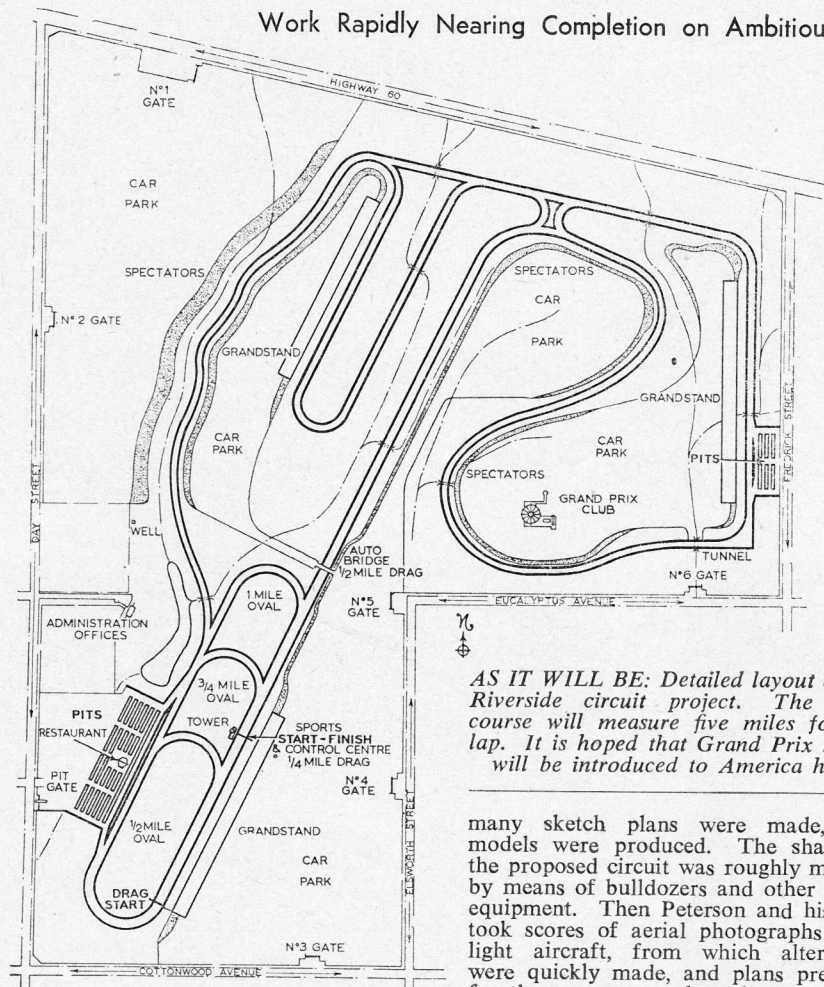 Work Rapidly Nearing Completion on
HIGHWAY 60
N°1
GATE
CAR
PARK
SPECTATORS
N° 2 GATE
GRANDSTAND
CAR
PARK
DAY STREET
WELL
SPECTATORS
CAR
PARK
GRANDSTAND
CAR
PARK
PITS
FREDRICK STREET
SPECTATORS
GRAND PRIX
CLUB
TUNNEL
N°6 GATE
EUCALYPTUS AVENUE
AUTO
BRIDGE
1/2 MILE DRAG
N°5
GATE
1 MILE
OVAL
ADMINISTRATION
OFFICES
3/4 MILE
OVAL
TOWER
PITS
RESTAURANT
SPORTS
START-FINISH
& CONTROL CENTRE
1/4 MILE DRAG
PIT
GATE
N°4
GATE
1/2 MILE
OVAL
GRANDSTAND
CAR
PARK
ELSWORTH STREET
DRAG
START
N°3 GATE
COTTONWOOD AVENUE
N
AS IT WILL BE: Detailed layout
Riverside circuit project. The
course will measure five miles
lap. It is hoped that Grand Prix
will be introduced to America
many sketch plans were made,
models were produced. The
the proposed circuit was roughly
by means of bulldozers and other
equipment. Then Peterson and
took scores of aerial photographs
light aircraft, from which
were quickly made, and plans